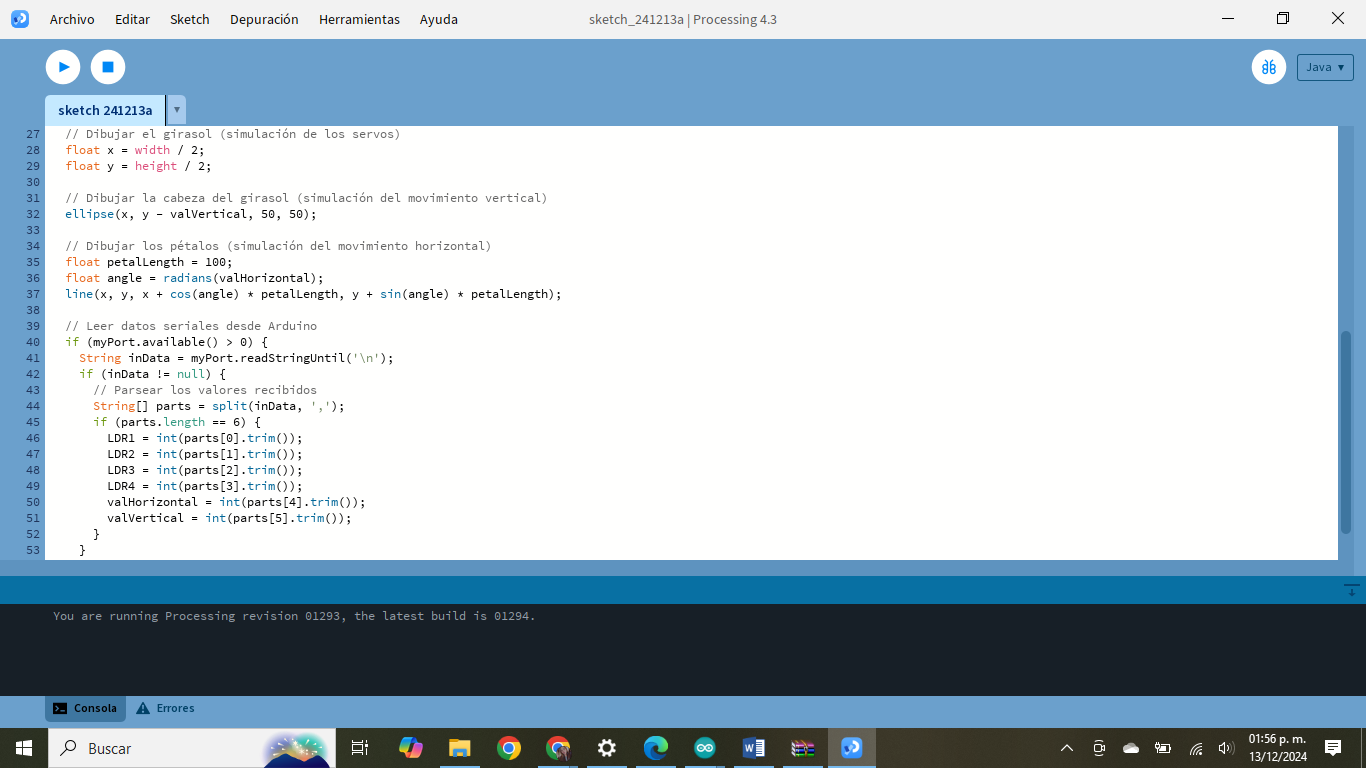 Archivo Editar Sketch Depuración Herramientas Ayuda sketch_241213a | Processing 4.3
Java ▾
sketch 241213a ▾
27 // Dibujar el girasol (simulación de los servos)
28 float x = width / 2;
29 float y = height / 2;
30
31 // Dibujar la cabeza del girasol (simulación del movimiento vertical)
32 ellipse(x, y - valVertical, 50, 50);
33
34 // Dibujar los pétalos (simulación del movimiento horizontal)
35 float petalLength = 100;
36 float angle = radians(valHorizontal);
37 line(x, y, x + cos(angle) * petalLength, y + sin(angle) * petalLength);
38
39 // Leer datos seriales desde Arduino
40 if (myPort.available() > 0) {
41 String inData = myPort.readStringUntil('\n');
42 if (inData != null) {
43 // Parsear los valores recibidos
44 String[] parts = split(inData, ',');
45 if (parts.length == 6) {
46 LDR1 = int(parts[0].trim());
47 LDR2 = int(parts[1].trim());
48 LDR3 = int(parts[2].trim());
49 LDR4 = int(parts[3].trim());
50 valHorizontal = int(parts[4].trim());
51 valVertical = int(parts[5].trim());
52 }
53 }
You are running Processing revision 01293, the latest build is 01294.
Consola Errores
Buscar
01:56 p. m.
13/12/2024